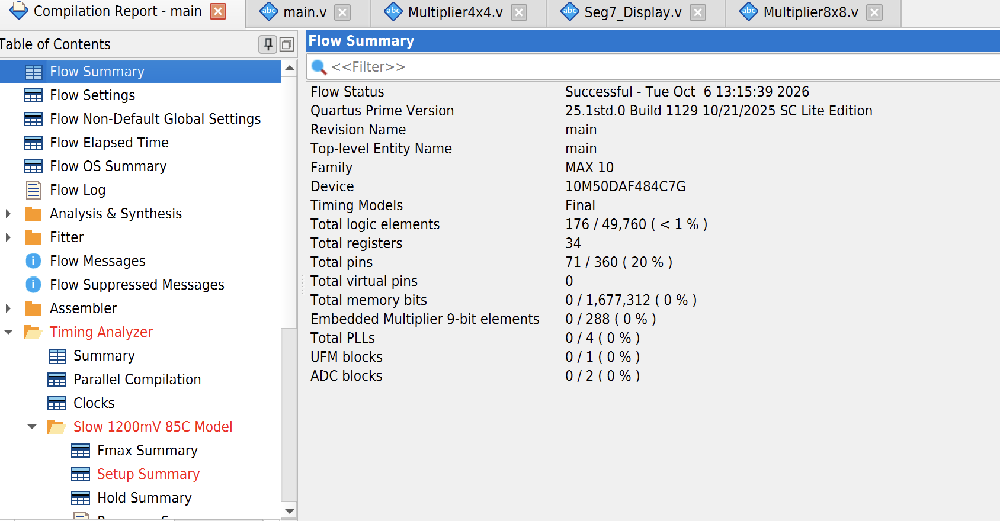 Compilation Report - main
main.v
Multiplier4x4.v
Seg7_Display.v
Multiplier8x8.v
Table of Contents
Flow Summary
Flow Settings
Flow Non-Default Global Settings
Flow Elapsed Time
Flow OS Summary
Flow Log
Analysis & Synthesis
Fitter
Flow Messages
Flow Suppressed Messages
Assembler
Timing Analyzer
Summary
Parallel Compilation
Clocks
Slow 1200mV 85C Model
Fmax Summary
Setup Summary
Hold Summary
Recovery Summary
Flow Summary
<<Filter>>
Flow Status Successful - Tue Oct  6 13:15:39 2026
Quartus Prime Version 25.1std.0 Build 1129 10/21/2025 SC Lite Edition
Revision Name main
Top-level Entity Name main
Family MAX 10
Device 10M50DAF484C7G
Timing Models Final
Total logic elements 176 / 49,760 ( < 1 % )
Total registers 34
Total pins 71 / 360 ( 20 % )
Total virtual pins 0
Total memory bits 0 / 1,677,312 ( 0 % )
Embedded Multiplier 9-bit elements 0 / 288 ( 0 % )
Total PLLs 0 / 4 ( 0 % )
UFM blocks 0 / 1 ( 0 % )
ADC blocks 0 / 2 ( 0 % )